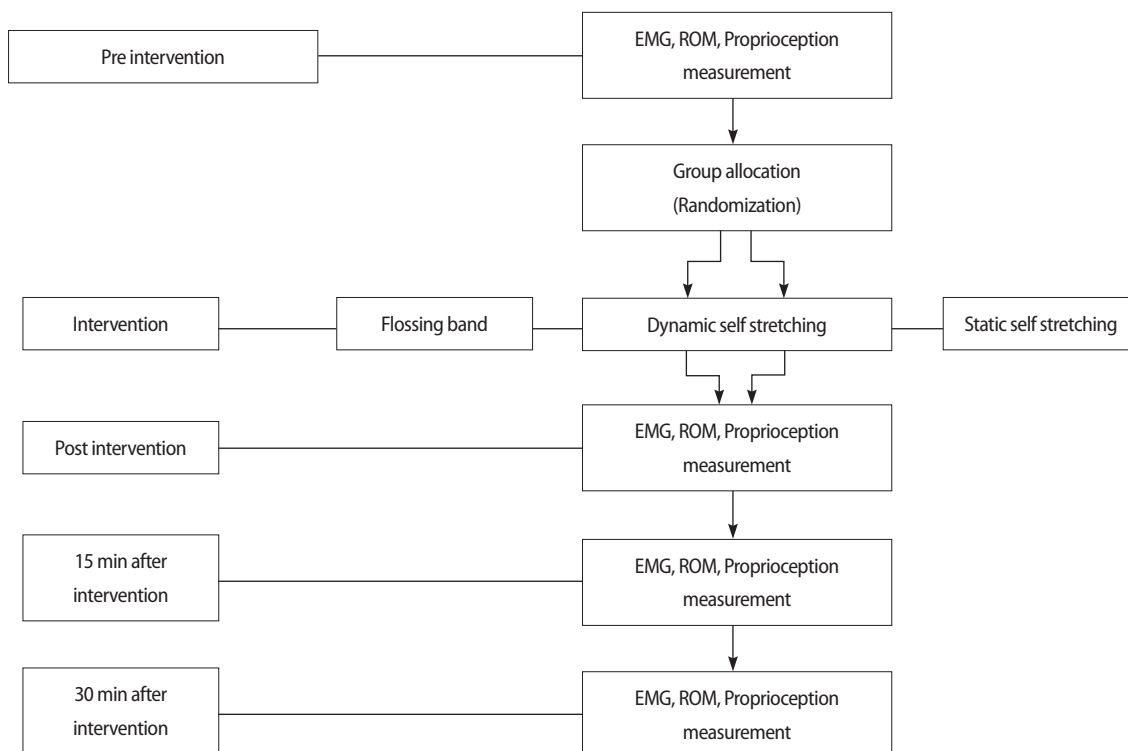 Pre intervention
EMG, ROM, Proprioception
measurement
Group allocation
(Randomization)
Intervention
Flossing band
Dynamic self stretching
Static self stretching
Post intervention
EMG, ROM, Proprioception
measurement
15 min after
intervention
EMG, ROM, Proprioception
measurement
30 min after
intervention
EMG, ROM, Proprioception
measurement